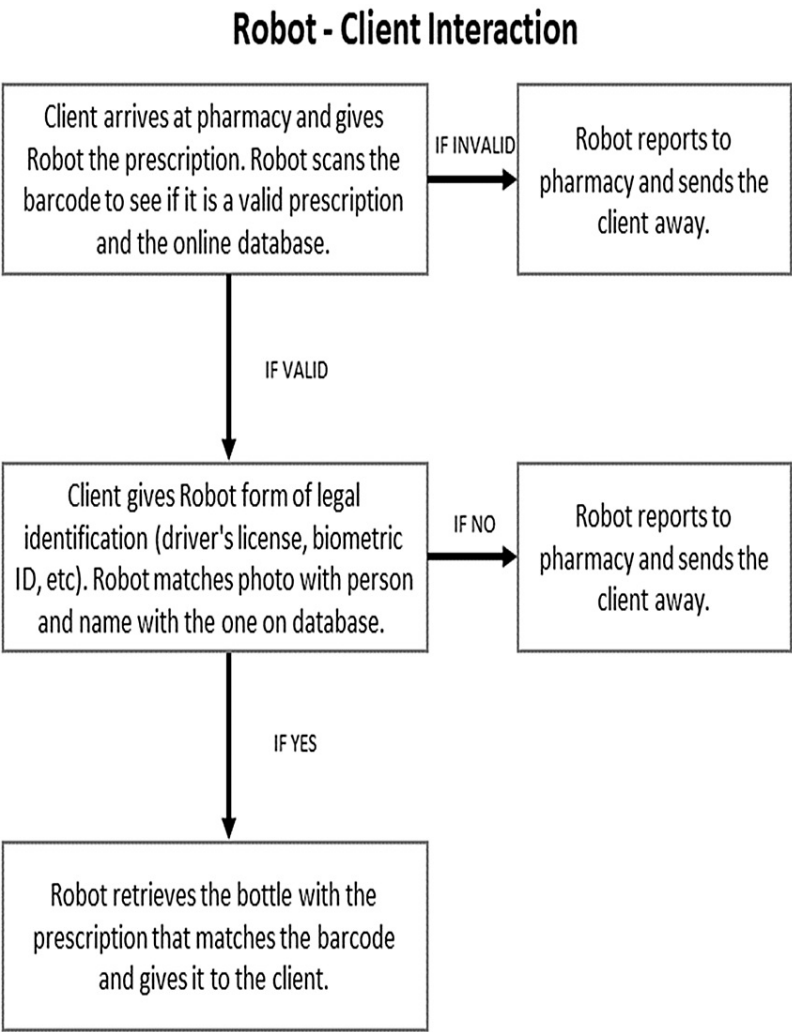 Robot - Client Interaction
Client arrives at pharmacy and gives
Robot the prescription. Robot scans the
barcode to see if it is a valid prescription
and the online database.
IF INVALID
Robot reports to
pharmacy and sends the
client away.
IF VALID
Client gives Robot form of legal
identification (driver's license, biometric
ID, etc). Robot matches photo with person
and name with the one on database.
IF NO
Robot reports to
pharmacy and sends the
client away.
IF YES
Robot retrieves the bottle with the
prescription that matches the barcode
and gives it to the client.